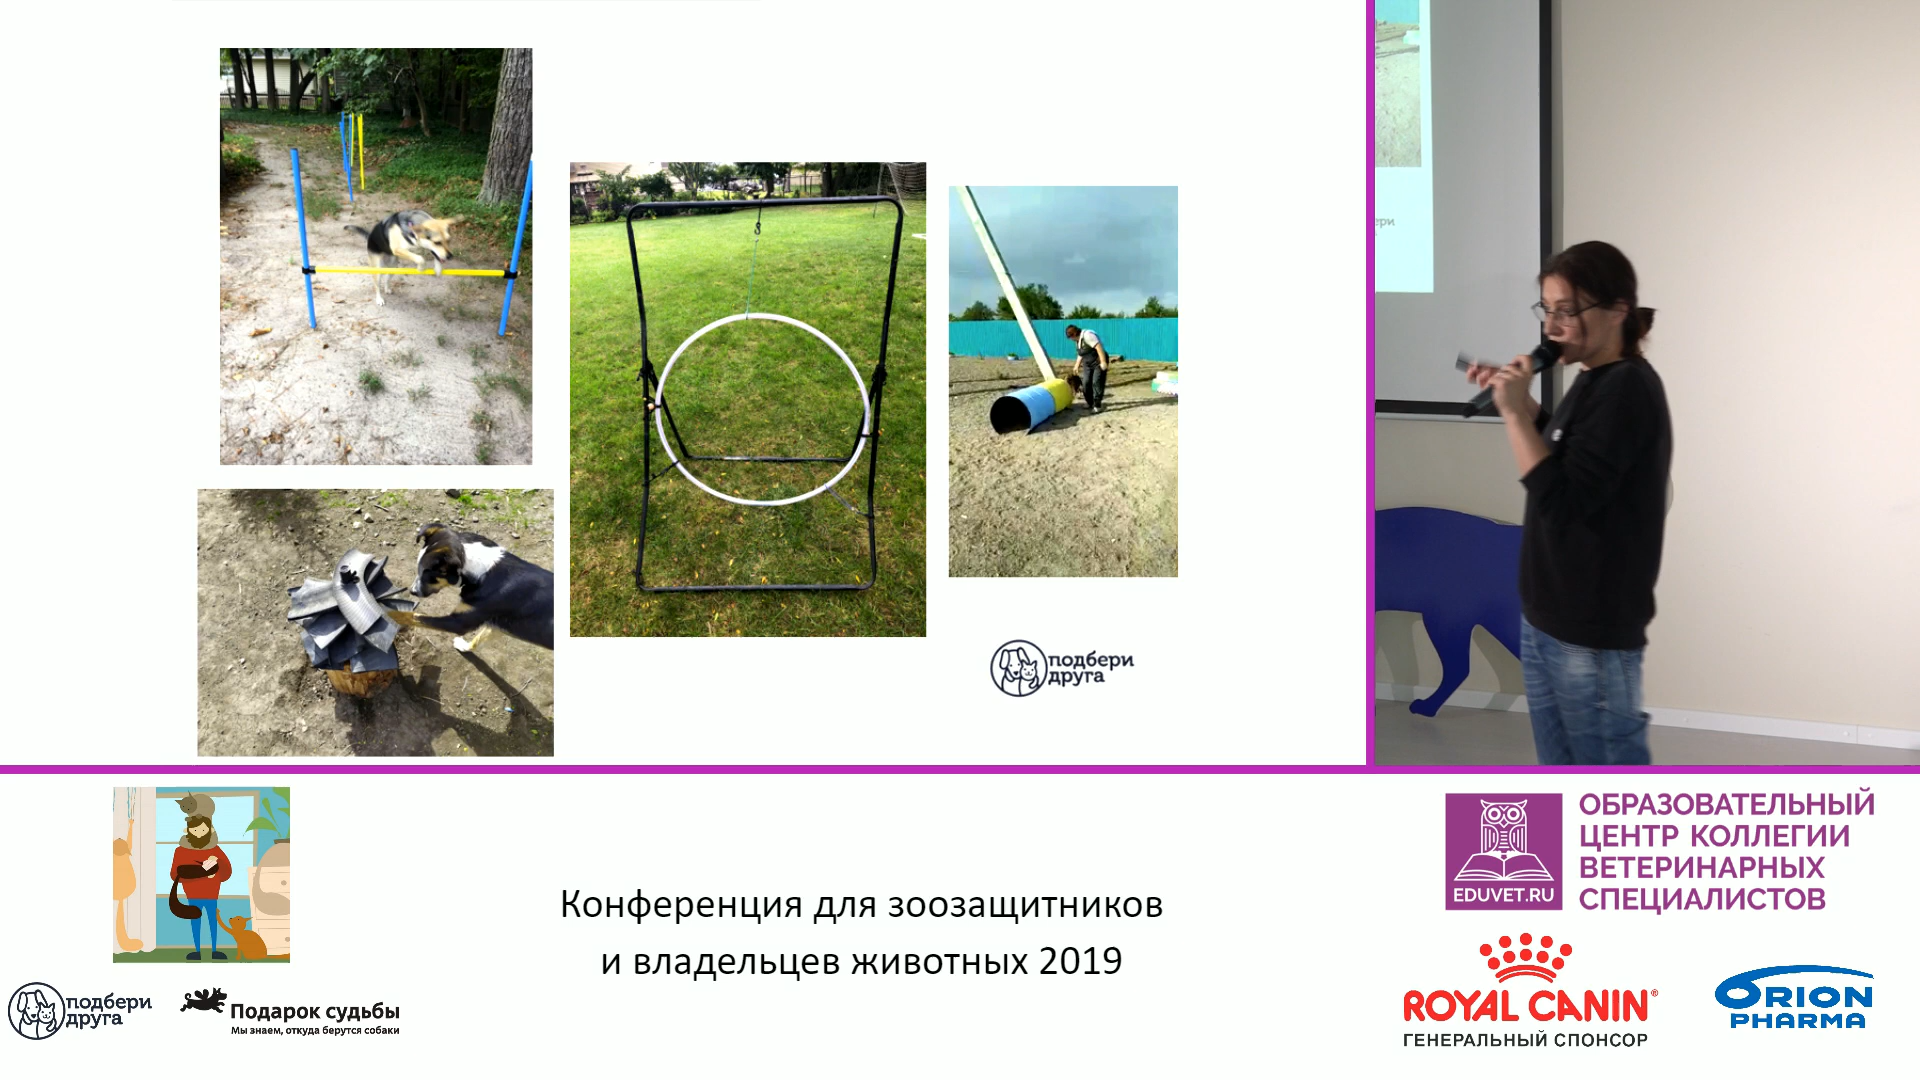 подбери
друга
бери
Конференция для зоозащитников
и владельцев животных 2019
подбери
друга
Подарок судьбы
Мы знаем, откуда берутся собаки
EDUVET.RU
ОБРАЗОВАТЕЛЬНЫЙ
ЦЕНТР КОЛЛЕГИИ
ВЕТЕРИНАРНЫХ
СПЕЦИАЛИСТОВ
ROYAL CANIN®
ГЕНЕРАЛЬНЫЙ СПОНСОР
ORION
PHARMA